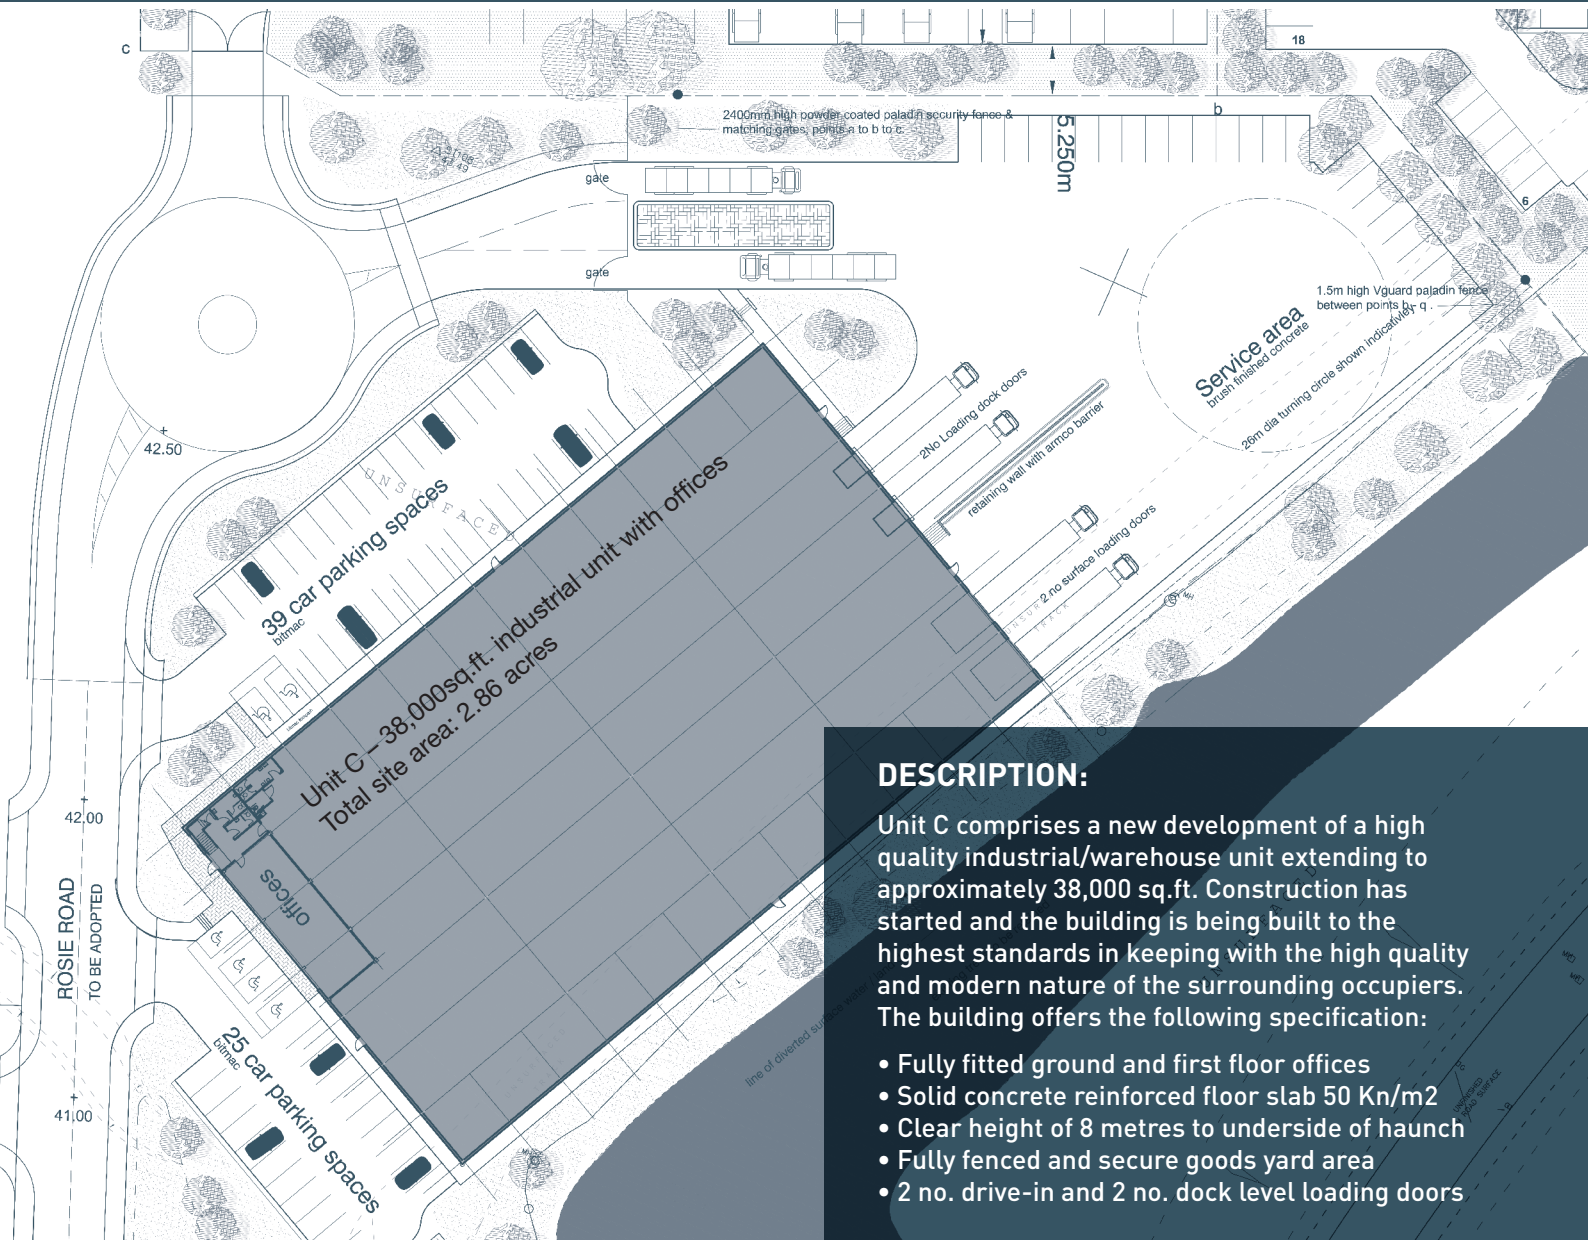 c
18
b
2400mm high powder coated paladin security fence &
matching gates; points a to b to c.
5.250m
gate
6
gate
1.5m high Vguard paladin fence
between points b - q .
Service area
brush finished concrete
26m dia turning circle shown indicatively
42.50
2No Loading dock doors
retaining wall with armco barrier
UNSURFACED
39 car parking spaces
bitmac
2 no surface loading doors
MH
TRACK
Unit C – 38,000sq.ft. industrial unit with offices
Total site area: 2.86 acres
42.00
offices
ROSIE ROAD
TO BE ADOPTED
25 car parking spaces
bitmac
41.00
line of diverted surface water
DESCRIPTION:
Unit C comprises a new development of a high
quality industrial/warehouse unit extending to
approximately 38,000 sq.ft. Construction has
started and the building is being built to the
highest standards in keeping with the high quality
and modern nature of the surrounding occupiers.
The building offers the following specification:
• Fully fitted ground and first floor offices
• Solid concrete reinforced floor slab 50 Kn/m2
• Clear height of 8 metres to underside of haunch
• Fully fenced and secure goods yard area
• 2 no. drive-in and 2 no. dock level loading doors